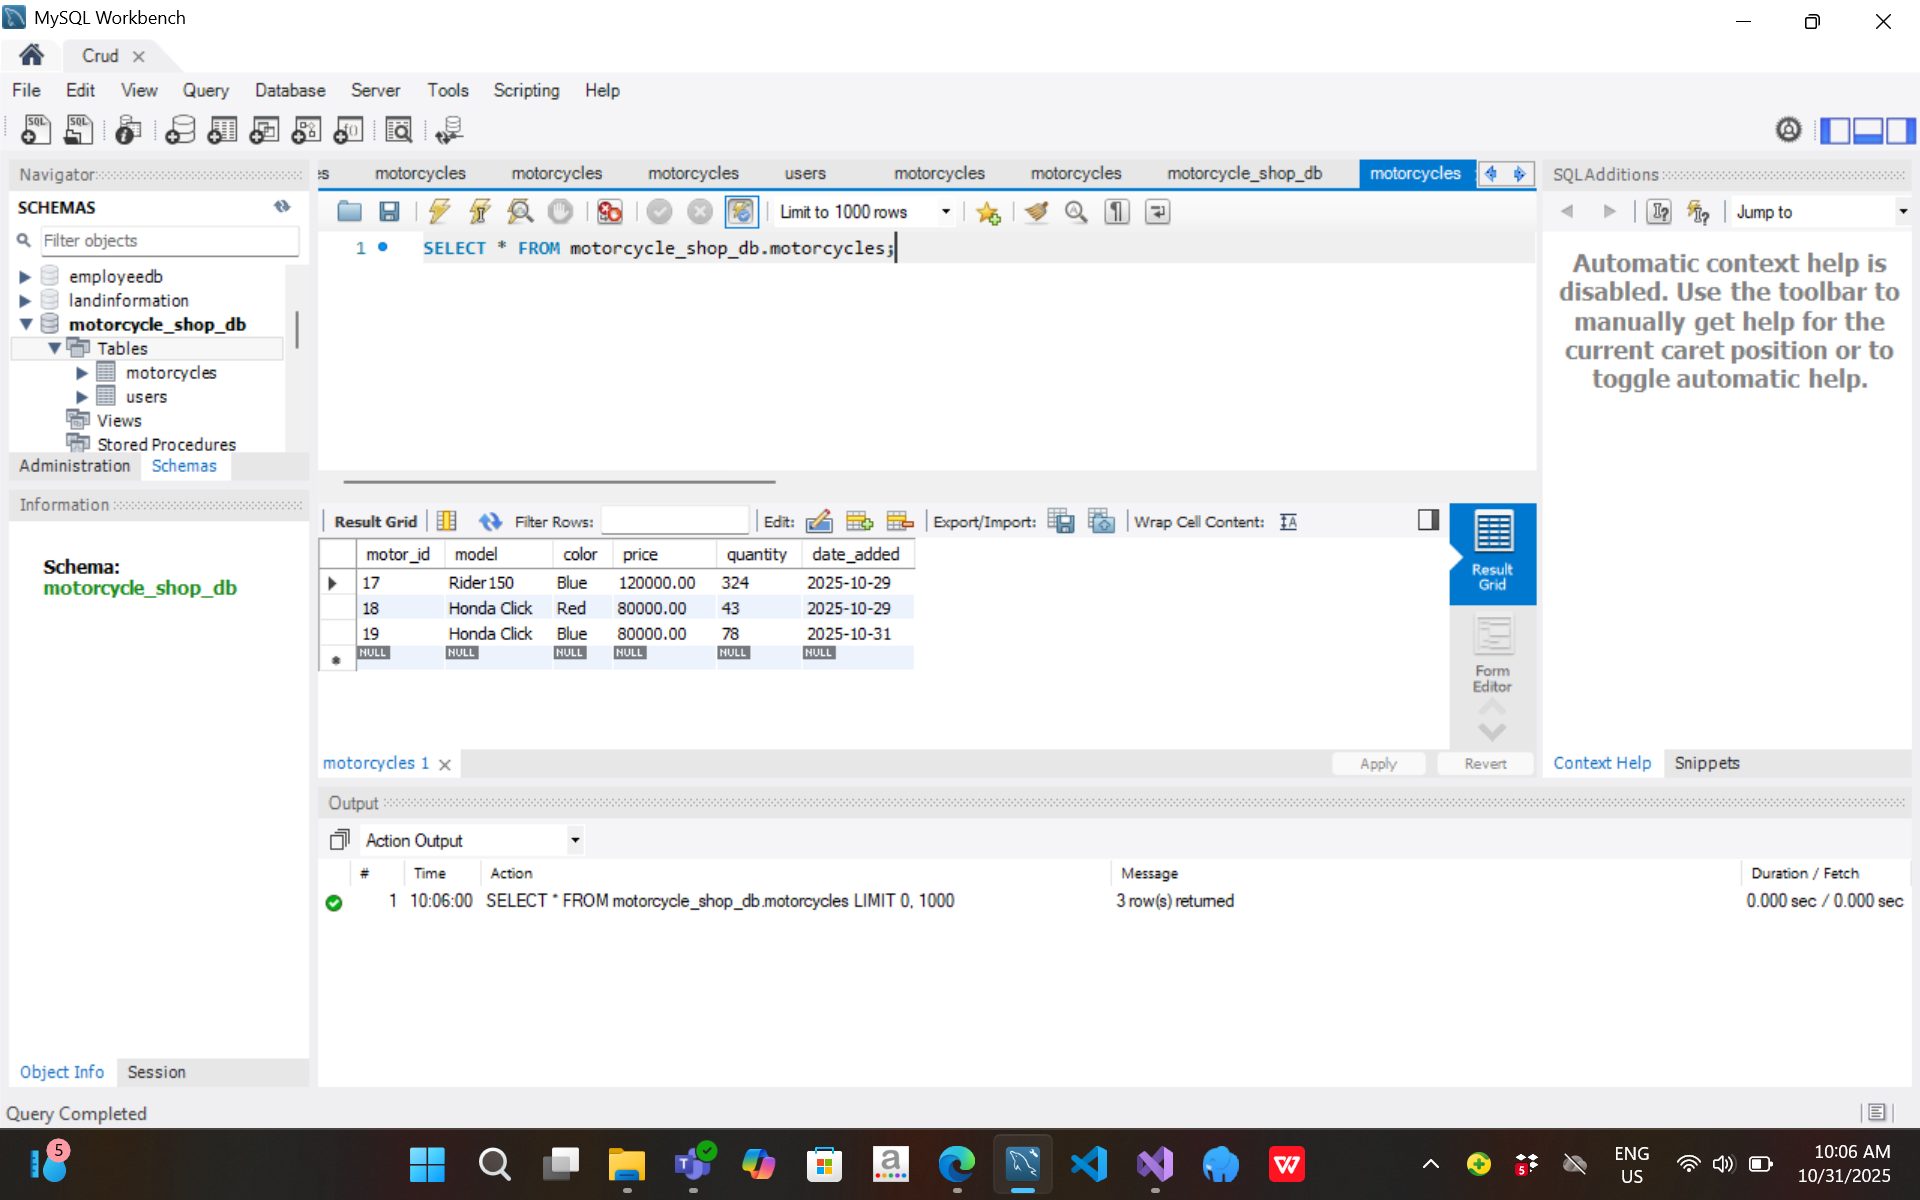 MySQL Workbench
Crud
File Edit View Query Database Server Tools Scripting Help
Navigator
SCHEMAS
Filter objects
employeedb
landinformation
motorcycle_shop_db
Tables
motorcycles
users
Views
Stored Procedures
Administration Schemas
Information
Schema:
motorcycle_shop_db
Object Info Session
es motorcycles motorcycles motorcycles users motorcycles motorcycles motorcycle_shop_db motorcycles
Limit to 1000 rows
1 SELECT * FROM motorcycle_shop_db.motorcycles;
Result Grid Filter Rows: Edit: Export/Import: Wrap Cell Content:
motor_id model color price quantity date_added
17 Rider150 Blue 120000.00 324 2025-10-29
18 Honda Click Red 80000.00 43 2025-10-29
19 Honda Click Blue 80000.00 78 2025-10-31
NULL NULL NULL NULL NULL NULL
Result
Grid
Form
Editor
motorcycles 1
Apply Revert
SQLAdditions
Jump to
Automatic context help is
disabled. Use the toolbar to
manually get help for the
current caret position or to
toggle automatic help.
Context Help Snippets
Output
Action Output
# Time Action Message Duration / Fetch
1 10:06:00 SELECT * FROM motorcycle_shop_db.motorcycles LIMIT 0, 1000 3 row(s) returned 0.000 sec / 0.000 sec
Query Completed
5
ENG
US
10:06 AM
10/31/2025